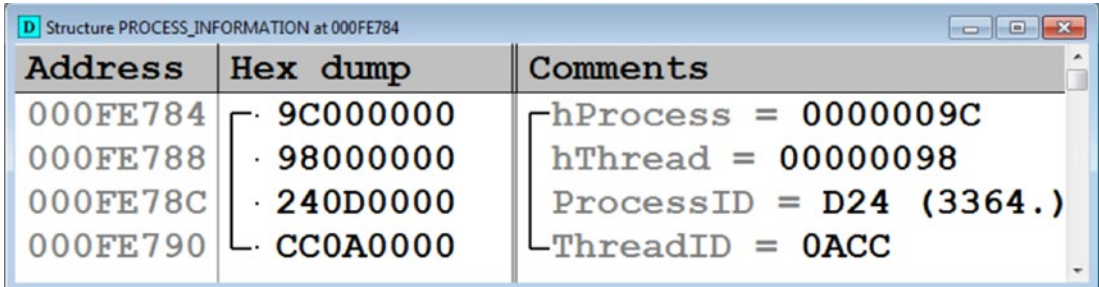 D Structure PROCESS_INFORMATION at 000FE784
Address Hex dump Comments
000FE784 · 9C000000 hProcess = 0000009C
000FE788 · 98000000 hThread = 00000098
000FE78C · 240D0000 ProcessID = D24 (3364.)
000FE790 · CC0A0000 ThreadID = 0ACC